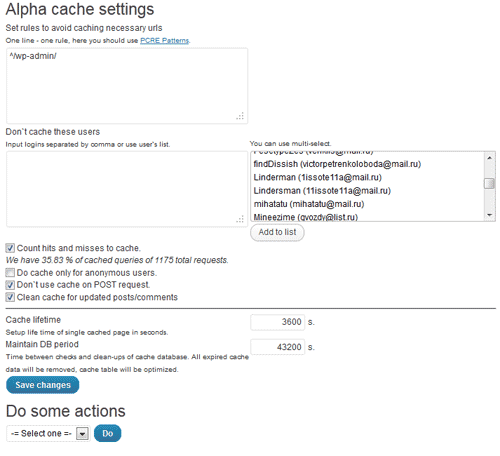 Alpha cache settings
Set rules to avoid caching necessary urls
One line - one rule, here you should use PCRE Patterns.
^/wp-admin/
Don't cache these users
Input logins separated by comma or use user's list.
You can use multi-select.
findDissish (victorpetrenkoloboda@mail.ru)
Linderman (1issote11a@mail.ru)
Lindersman (11issote11a@mail.ru)
mihatatu (mihatatu@mail.ru)
Mineezime (gvozdy@list.ru)
Add to list
Count hits and misses to cache.
We have 35.83 % of cached queries of 1175 total requests.
Do cache only for anonymous users.
Don't use cache on POST request.
Clean cache for updated posts/comments
Cache lifetime
3600 s.
Setup life time of single cached page in seconds.
Maintain DB period
43200 s.
Time between checks and clean-ups of cache database. All expired cache
data will be removed, cache table will be optimized.
Save changes
Do some actions
-= Select one =-
Do